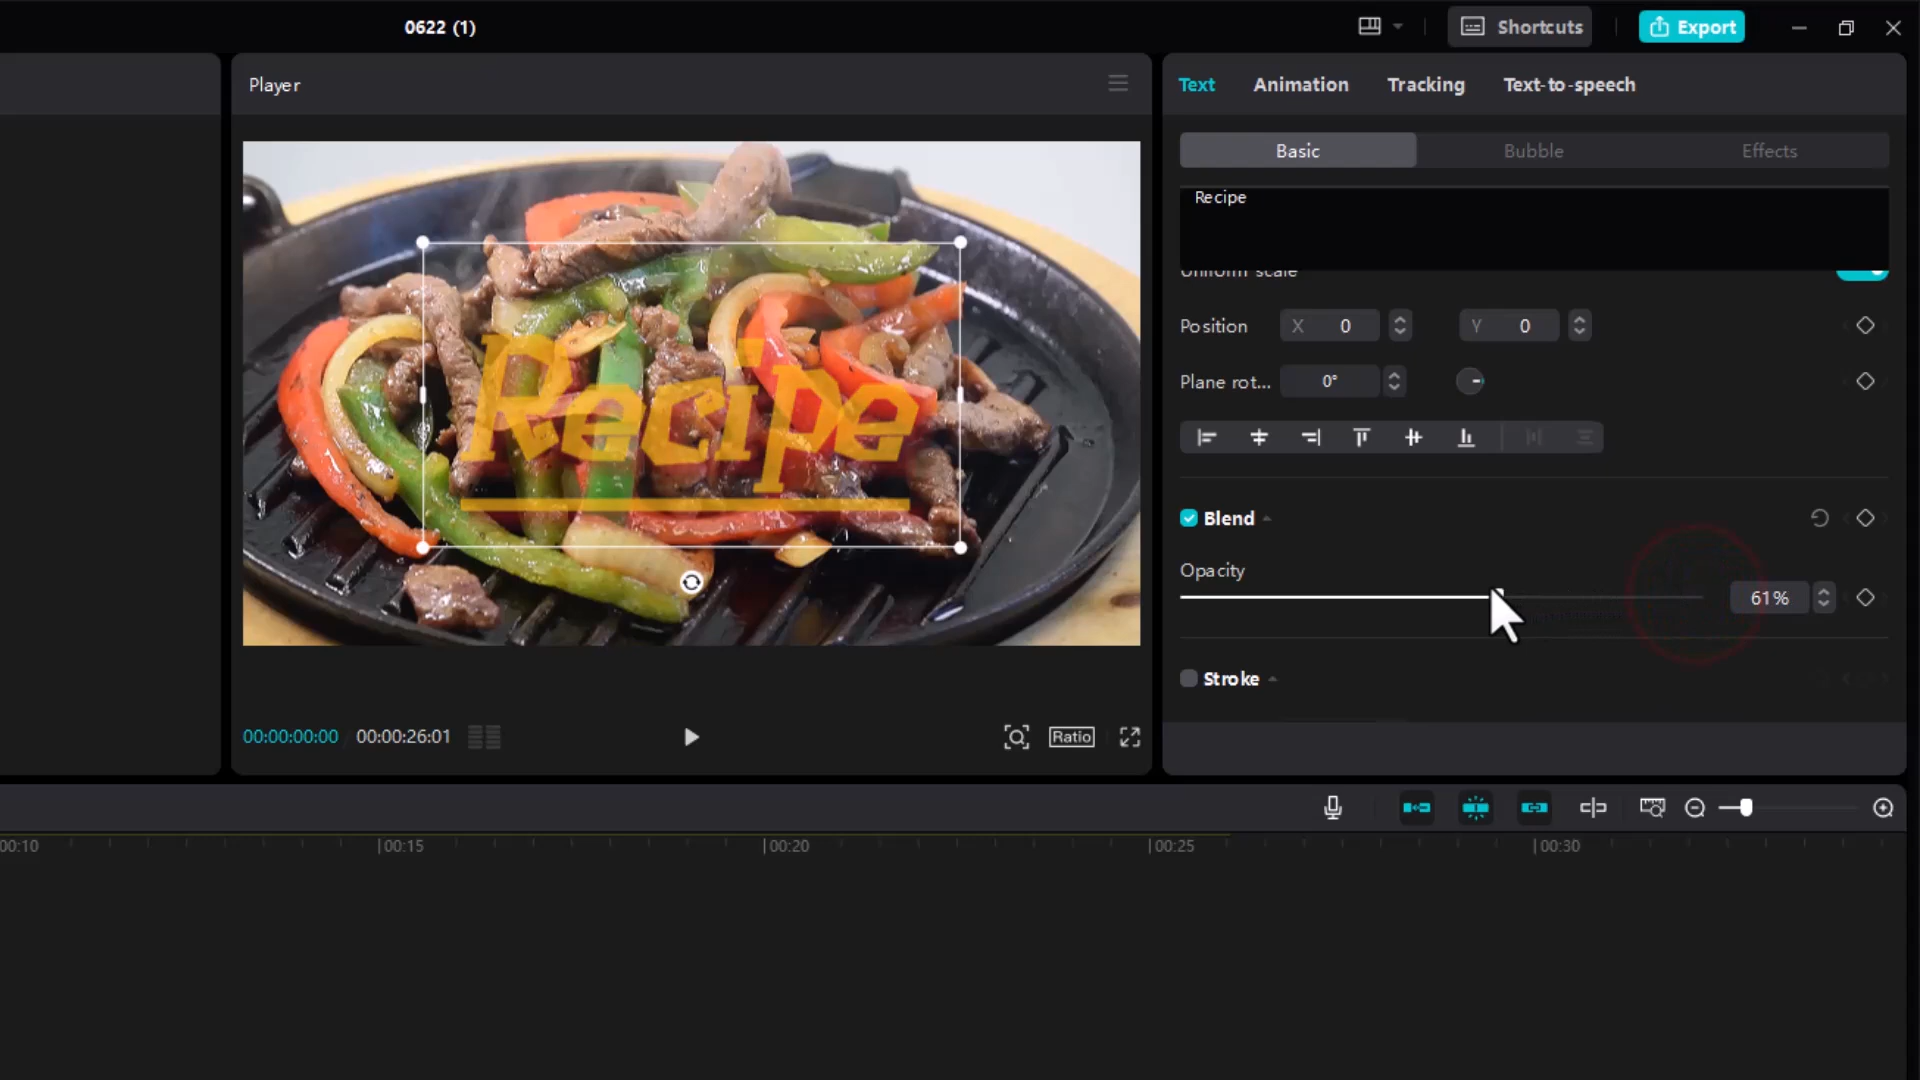 0622 (1)
Shortcuts
Export
Player
Text
Animation
Tracking
Text-to-speech
Basic
Bubble
Effects
Recipe
Uniform scale
Position
X 0
Y 0
Plane rot...
0°
Recipe
Blend
Opacity
61%
Stroke
00:00:00:00 / 00:00:26:01
Ratio
00:10
00:15
00:20
00:25
00:30